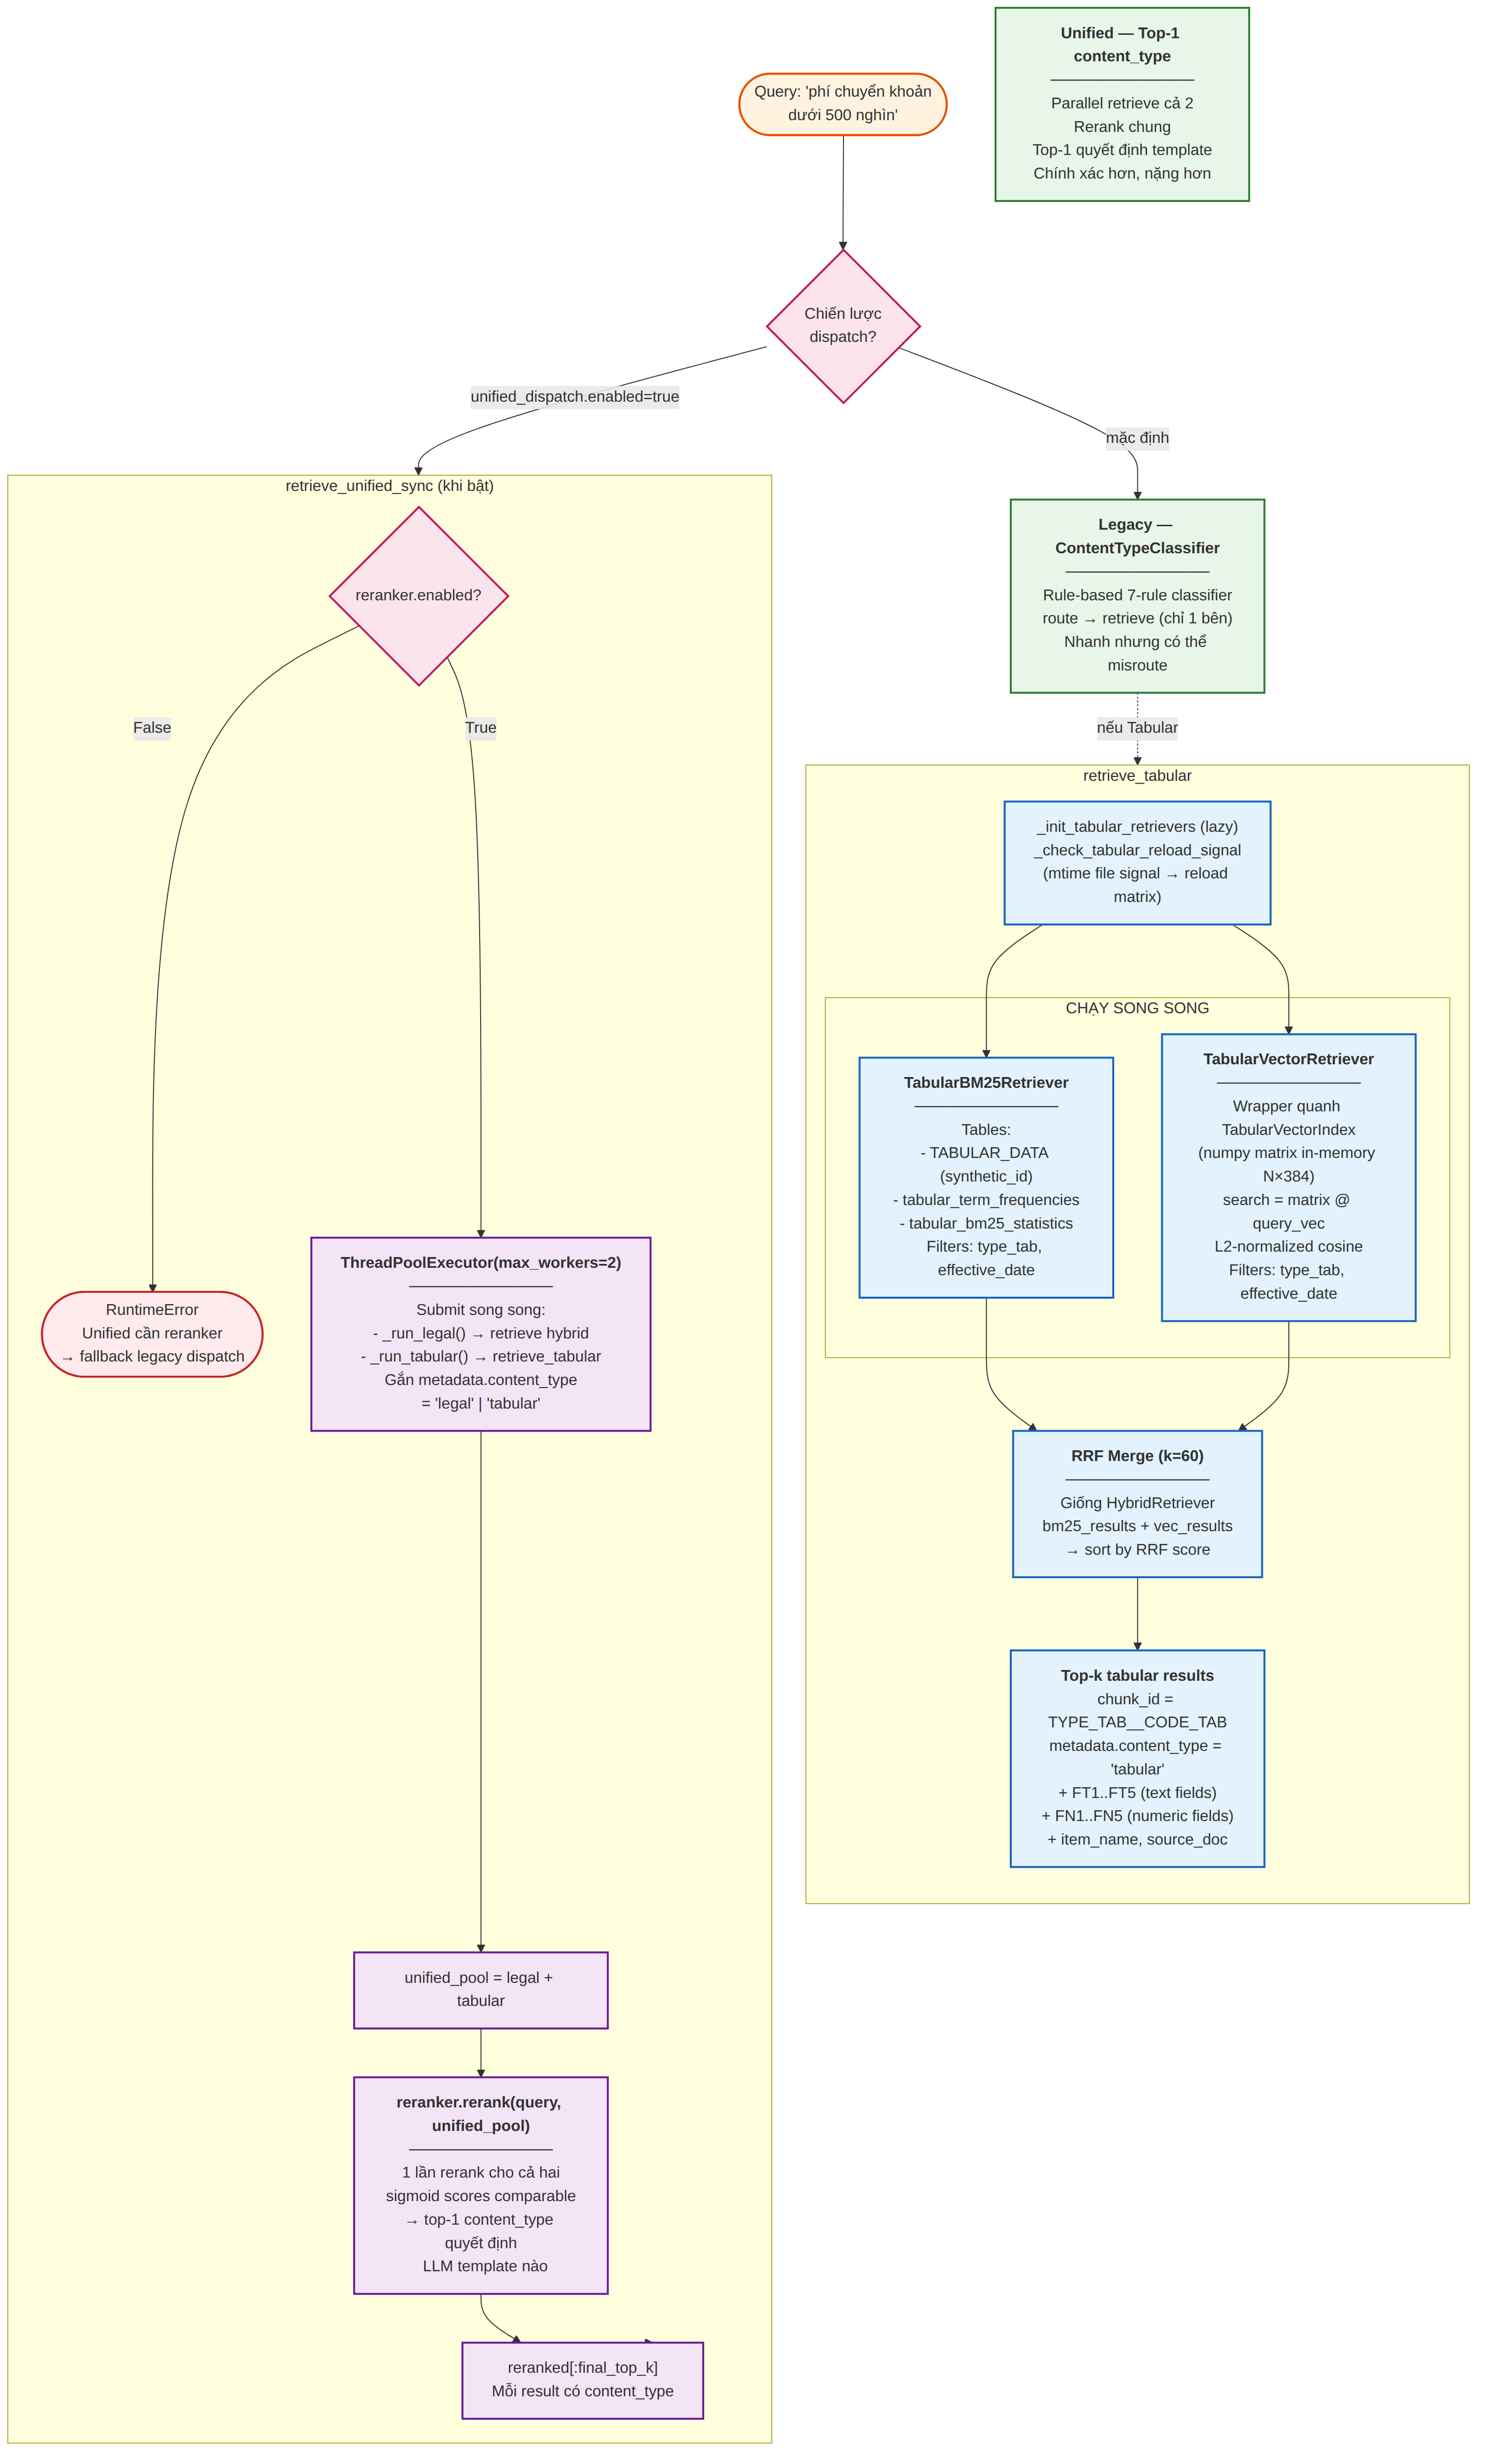 Unified — Top-1
content_type
────────────
Parallel retrieve cả 2
Rerank chung
Top-1 quyết định template
Chính xác hơn, nặng hơn
Query: 'phí chuyển khoản
dưới 500 nghìn'
Chiến lược
dispatch?
unified_dispatch.enabled=true
mặc định
retrieve_unified_sync (khi bật)
reranker.enabled?
False
True
RuntimeError
Unified cần reranker
→ fallback legacy dispatch
ThreadPoolExecutor(max_workers=2)
────────────
Submit song song:
- _run_legal() → retrieve hybrid
- _run_tabular() → retrieve_tabular
Gắn metadata.content_type
= 'legal' | 'tabular'
unified_pool = legal +
tabular
reranker.rerank(query,
unified_pool)
────────────
1 lần rerank cho cả hai
sigmoid scores comparable
→ top-1 content_type
quyết định
LLM template nào
reranked[:final_top_k]
Mỗi result có content_type
Legacy —
ContentTypeClassifier
────────────
Rule-based 7-rule classifier
route → retrieve (chỉ 1 bên)
Nhanh nhưng có thể
misroute
nếu Tabular
retrieve_tabular
_init_tabular_retrievers (lazy)
_check_tabular_reload_signal
(mtime file signal → reload
matrix)
CHẠY SONG SONG
TabularBM25Retriever
────────────
Tables:
- TABULAR_DATA
(synthetic_id)
- tabular_term_frequencies
- tabular_bm25_statistics
Filters: type_tab,
effective_date
TabularVectorRetriever
────────────
Wrapper quanh
TabularVectorIndex
(numpy matrix in-memory
N×384)
search = matrix @
query_vec
L2-normalized cosine
Filters: type_tab,
effective_date
RRF Merge (k=60)
────────────
Giống HybridRetriever
bm25_results + vec_results
→ sort by RRF score
Top-k tabular results
chunk_id =
TYPE_TAB__CODE_TAB
metadata.content_type =
'tabular'
+ FT1..FT5 (text fields)
+ FN1..FN5 (numeric fields)
+ item_name, source_doc